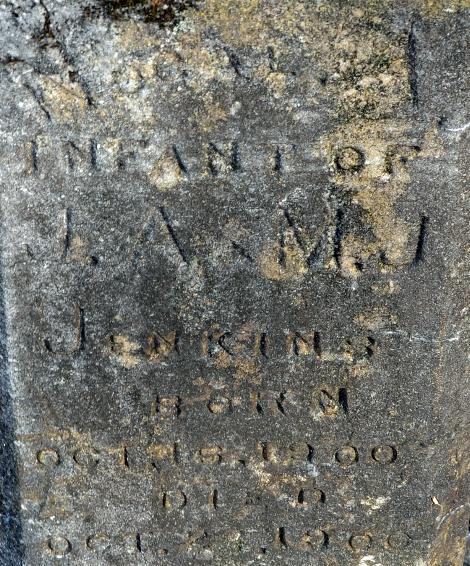 INFANT OF
J. A & M. J
JENKINS
BORN
OCT. 18, 1900
DIED
OCT. 1900